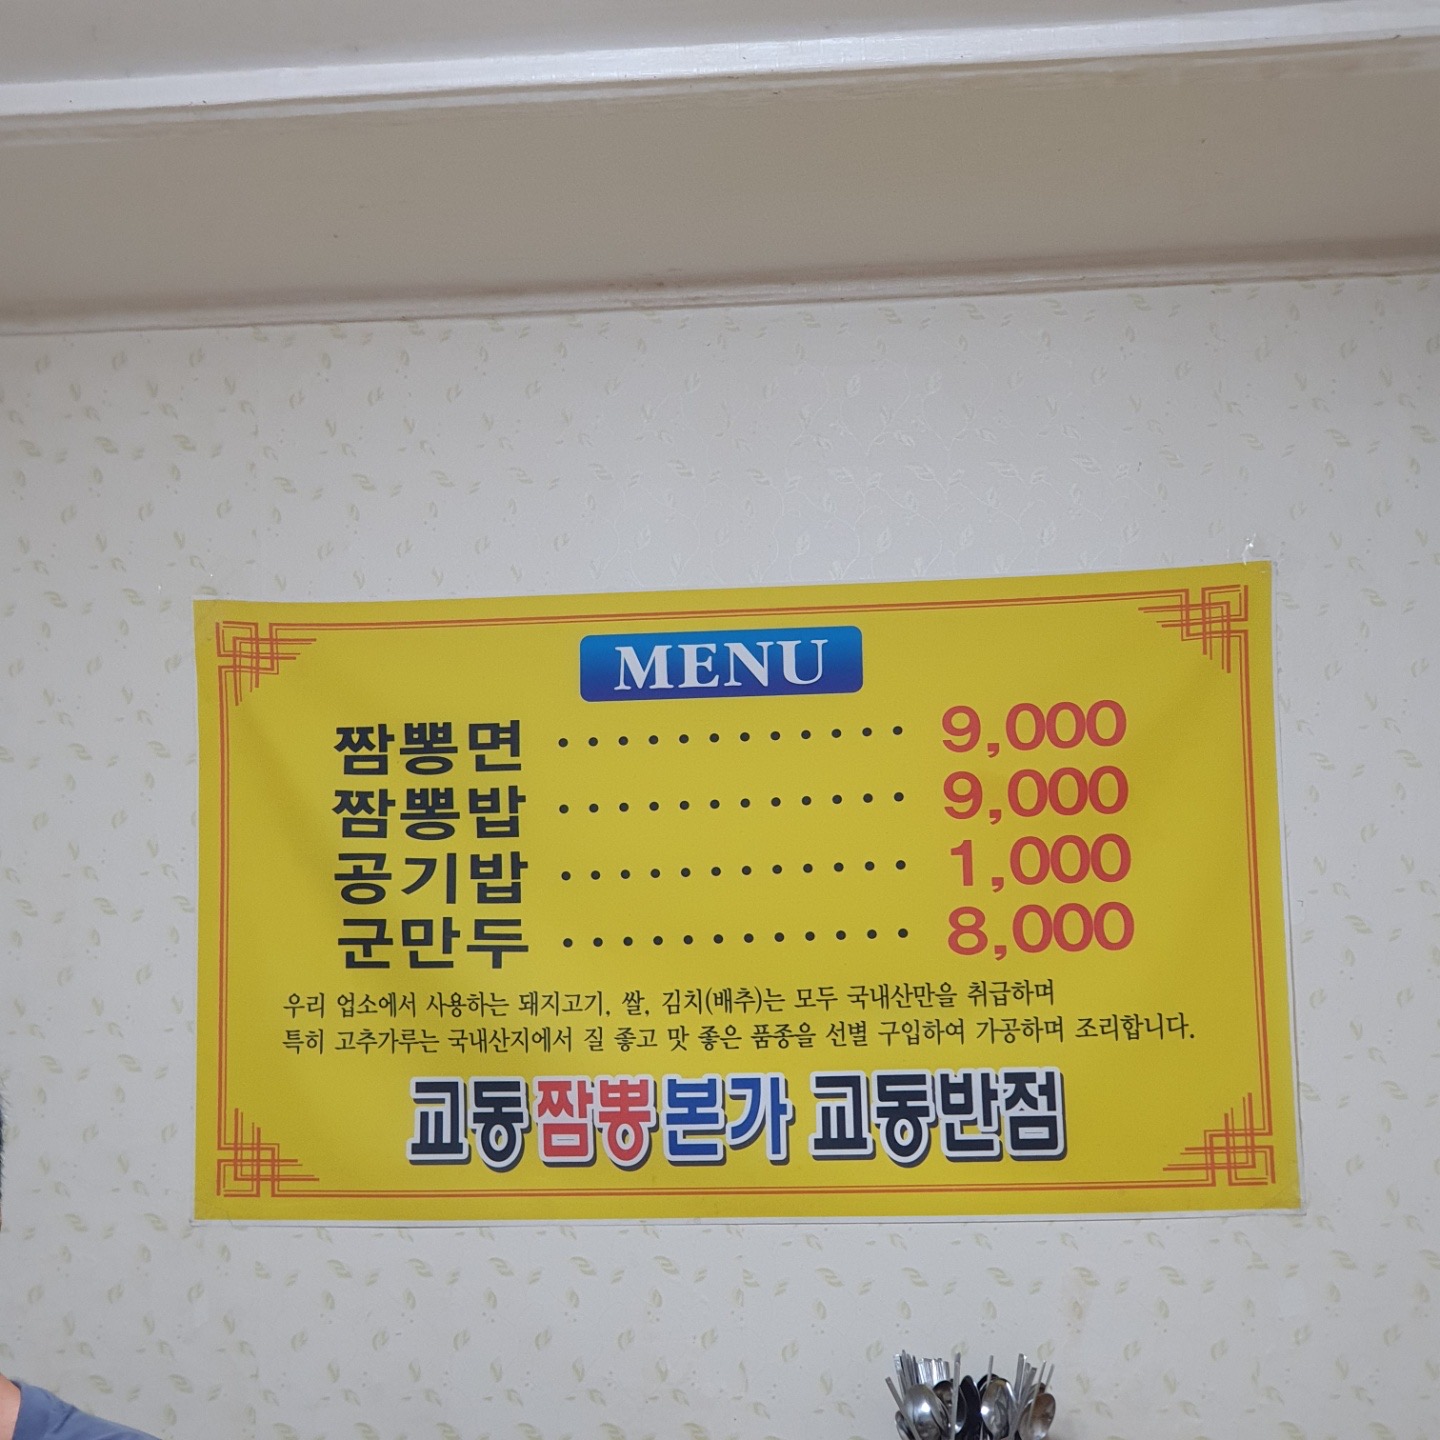 MENU
짬뽕면 ············ 9,000
짬뽕밥 ············ 9,000
공기밥 ············ 1,000
군만두 ············ 8,000
우리 업소에서 사용하는 돼지고기, 쌀, 김치(배추)는 모두 국내산만을 취급하며
특히 고추가루는 국내산지에서 질 좋고 맛 좋은 품종을 선별 구입하여 가공하며 조리합니다.
교동짬뽕본가 교동반점